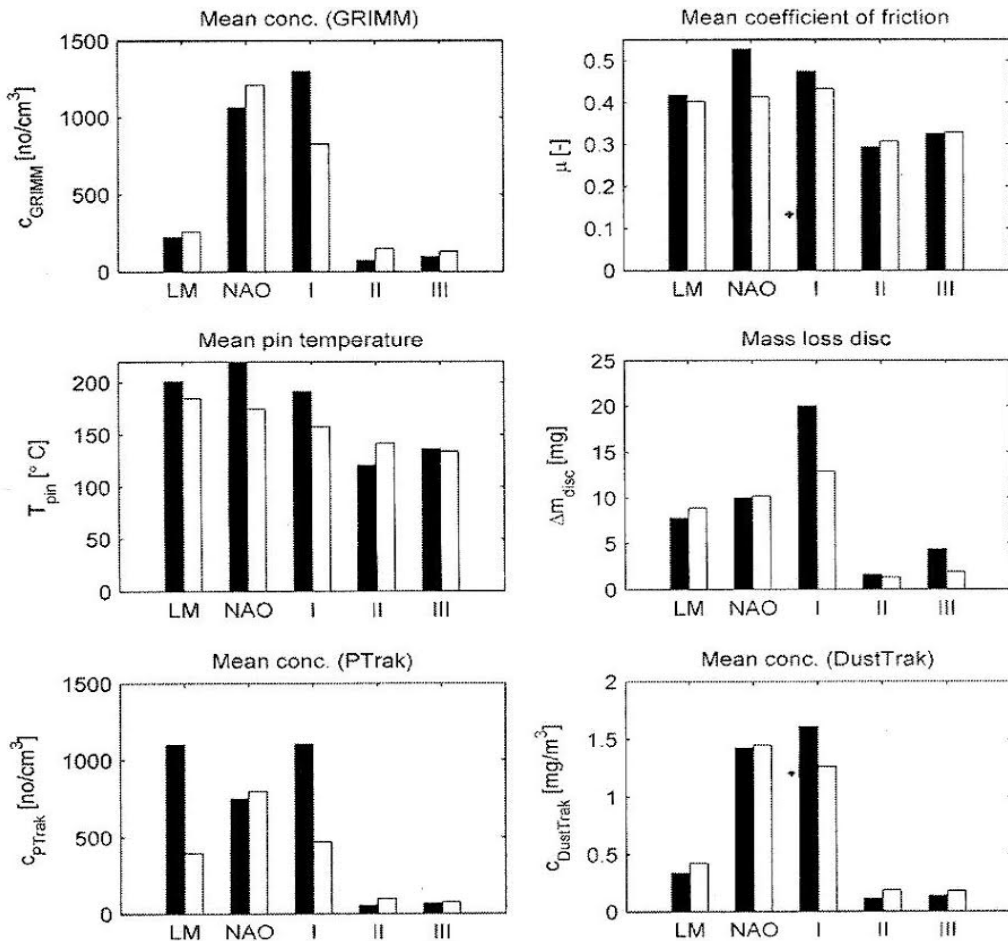 Mean conc. (GRIMM)
1500
1000
500
0
c_GRIMM [no/cm³]
LM NAO I II III
Mean coefficient of friction
0.5
0.4
0.3
0.2
0.1
0
μ [-]
LM NAO I II III
Mean pin temperature
200
150
100
50
0
T_pin [° C]
LM NAO I II III
Mass loss disc
25
20
15
10
5
0
Δm_disc [mg]
LM NAO I II III
Mean conc. (PTrak)
1500
1000
500
0
c_PTrak [no/cm³]
LM NAO I II III
Mean conc. (DustTrak)
2
1.5
1
0.5
0
c_DustTrak [mg/m³]
LM NAO I II III